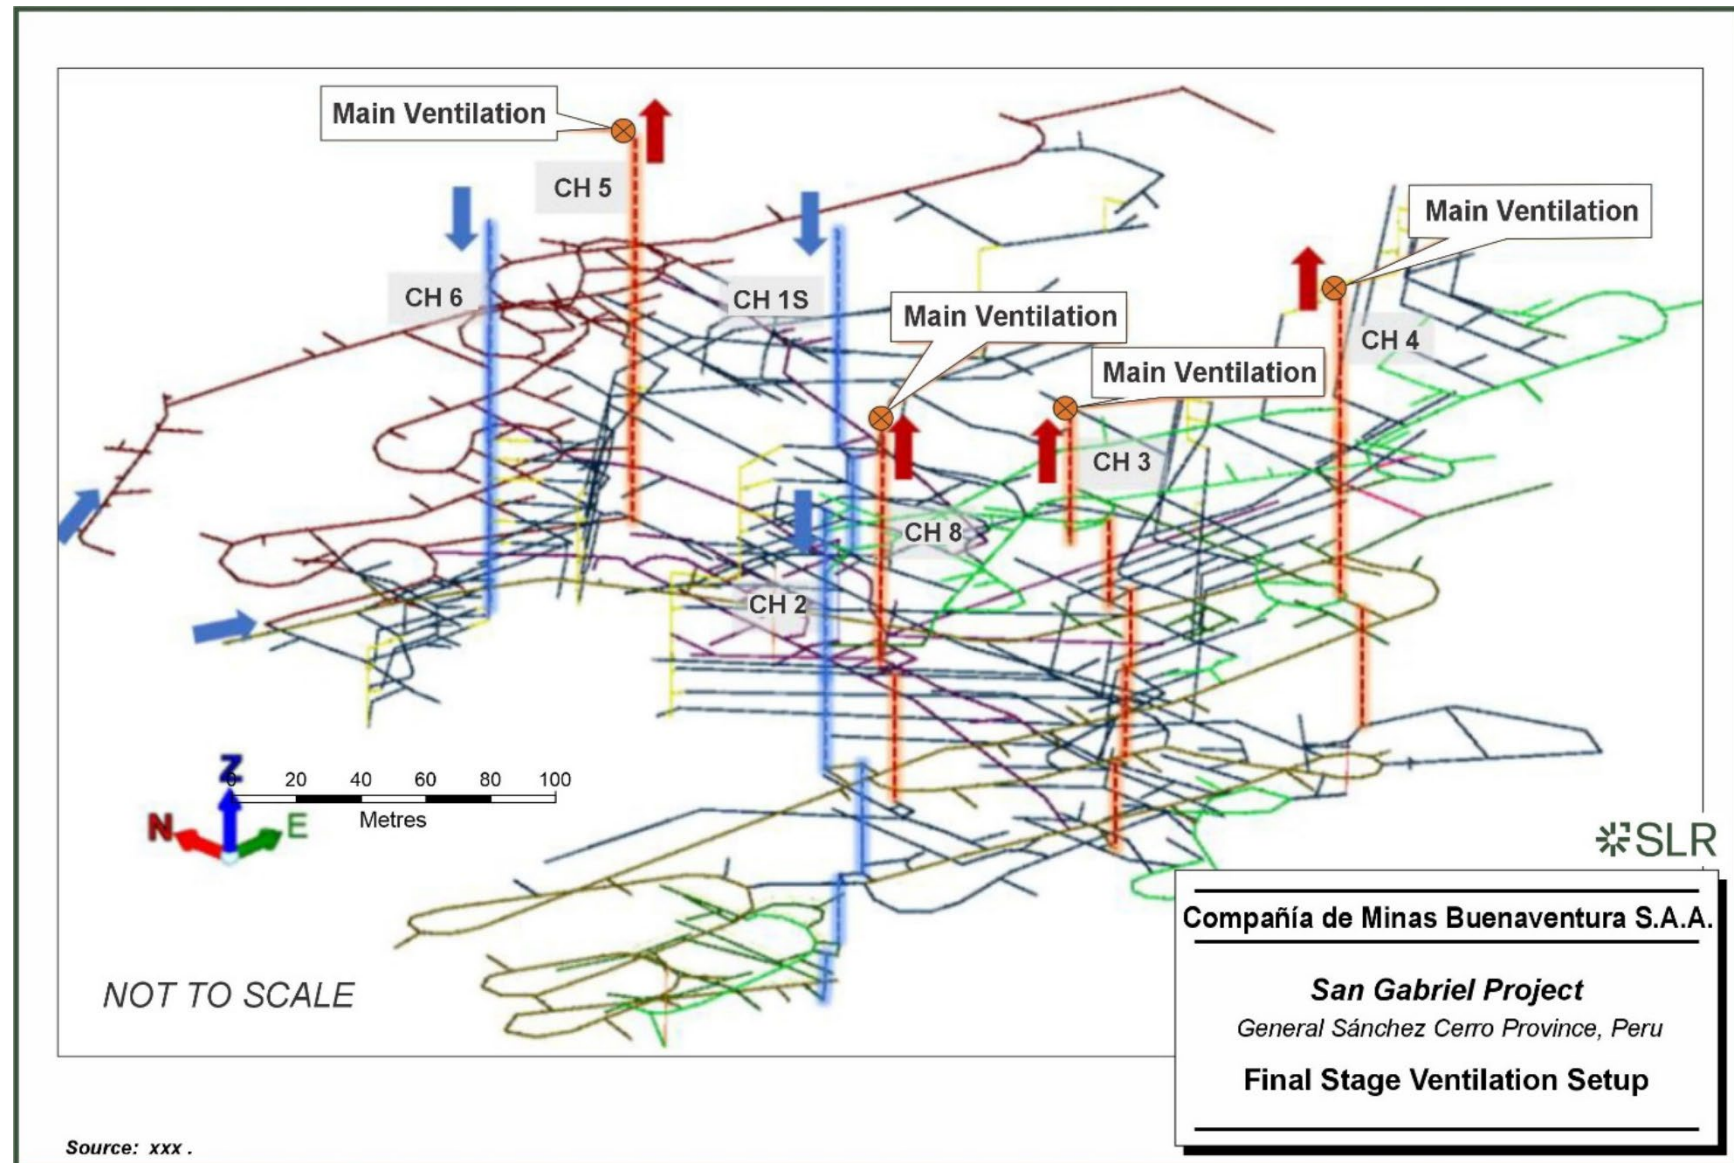 Main Ventilation
CH 5
Main Ventilation
CH 6
CH 1S
Main Ventilation
CH 4
Main Ventilation
CH 3
CH 8
CH 2
Z
N
E
0 20 40 60 80 100
Metres
NOT TO SCALE
SLR
Compañía de Minas Buenaventura S.A.A.
San Gabriel Project
General Sánchez Cerro Province, Peru
Final Stage Ventilation Setup
Source: xxx .